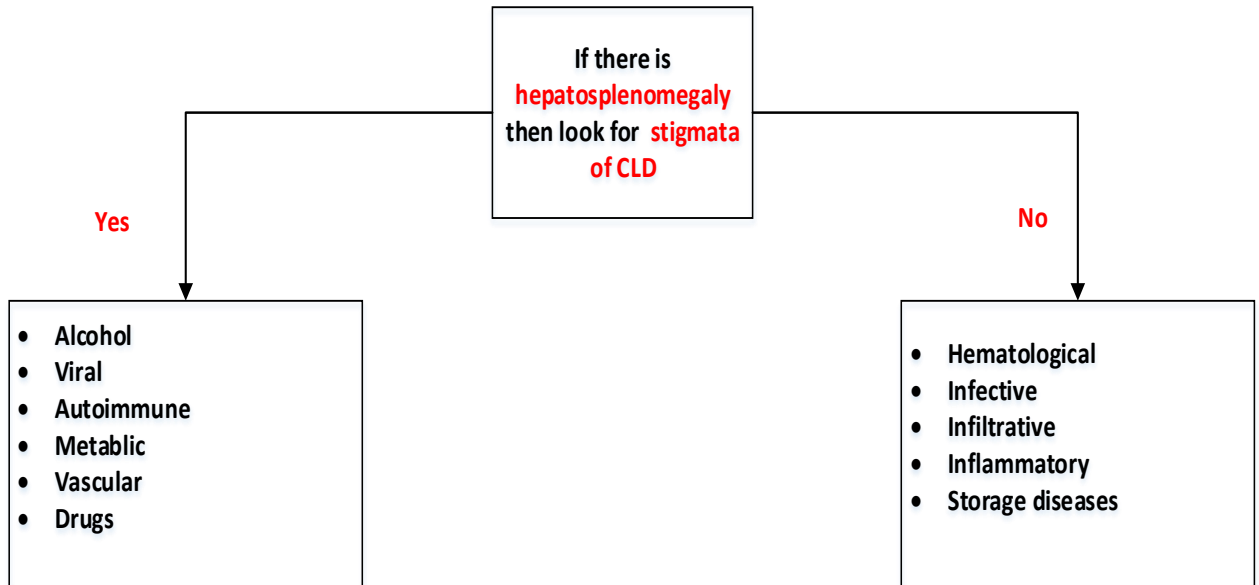 If there is
hepatosplenomegaly
then look for stigmata
of CLD
Yes
No
• Alcohol
• Viral
• Autoimmune
• Metablic
• Vascular
• Drugs
• Hematological
• Infective
• Infiltrative
• Inflammatory
• Storage diseases